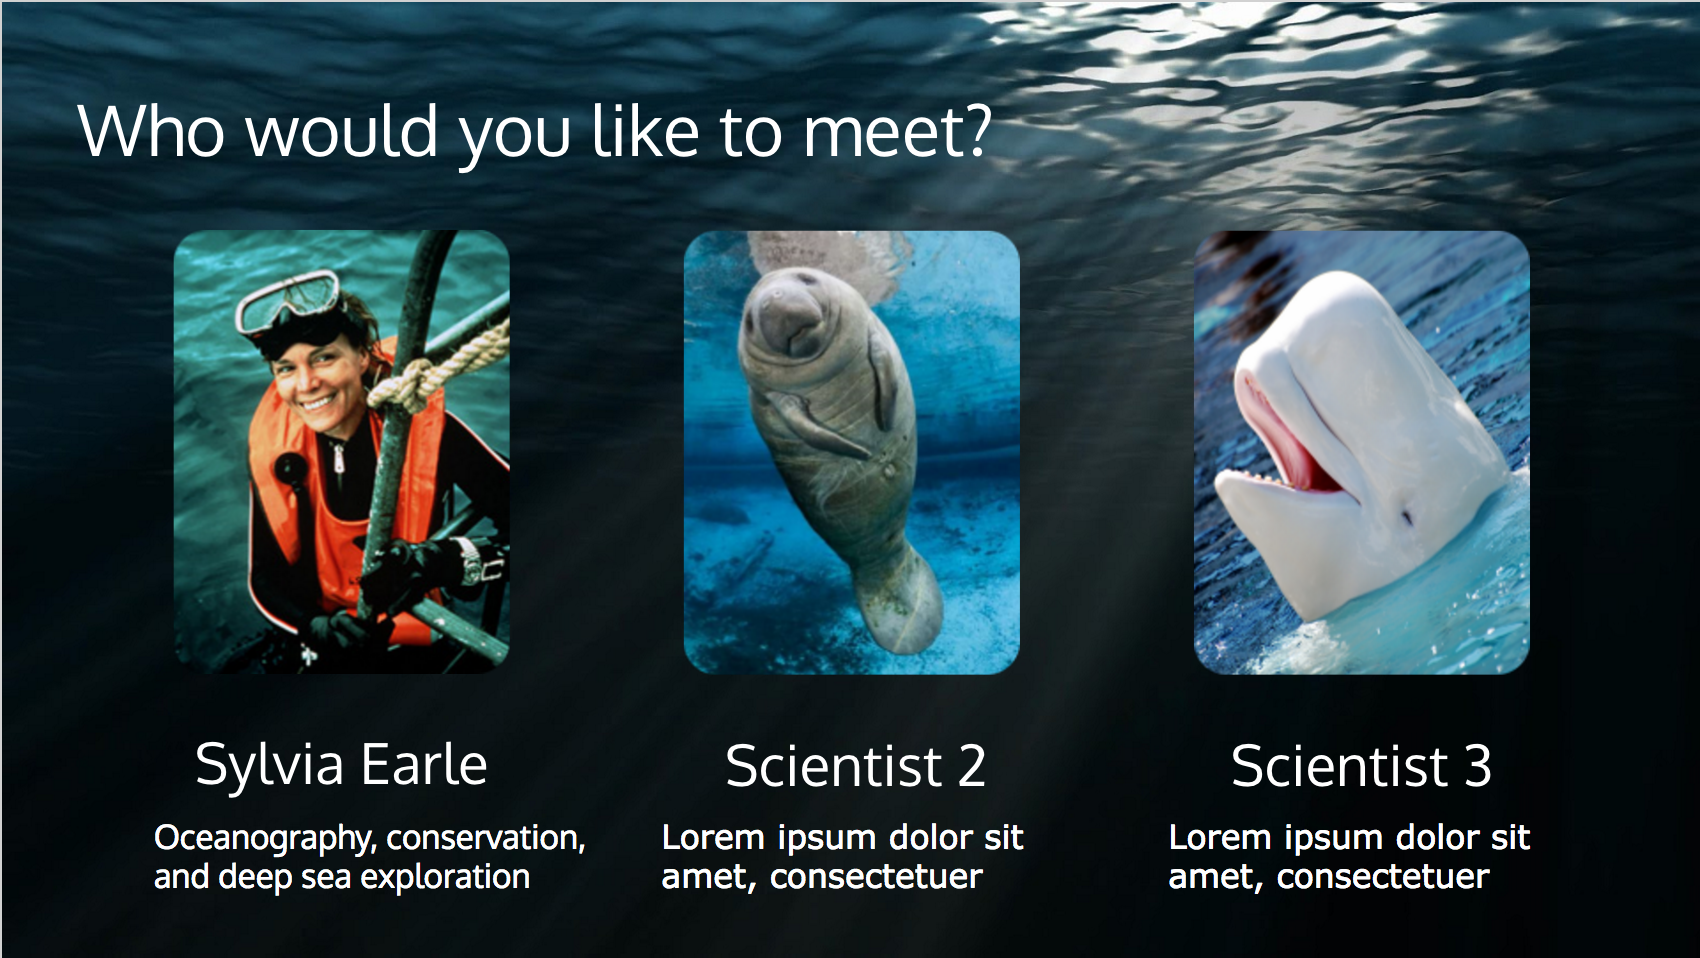 Who would you like to meet?
Sylvia Earle
Oceanography, conservation,
and deep sea exploration
Scientist 2
Lorem ipsum dolor sit
amet, consectetuer
Scientist 3
Lorem ipsum dolor sit
amet, consectetuer